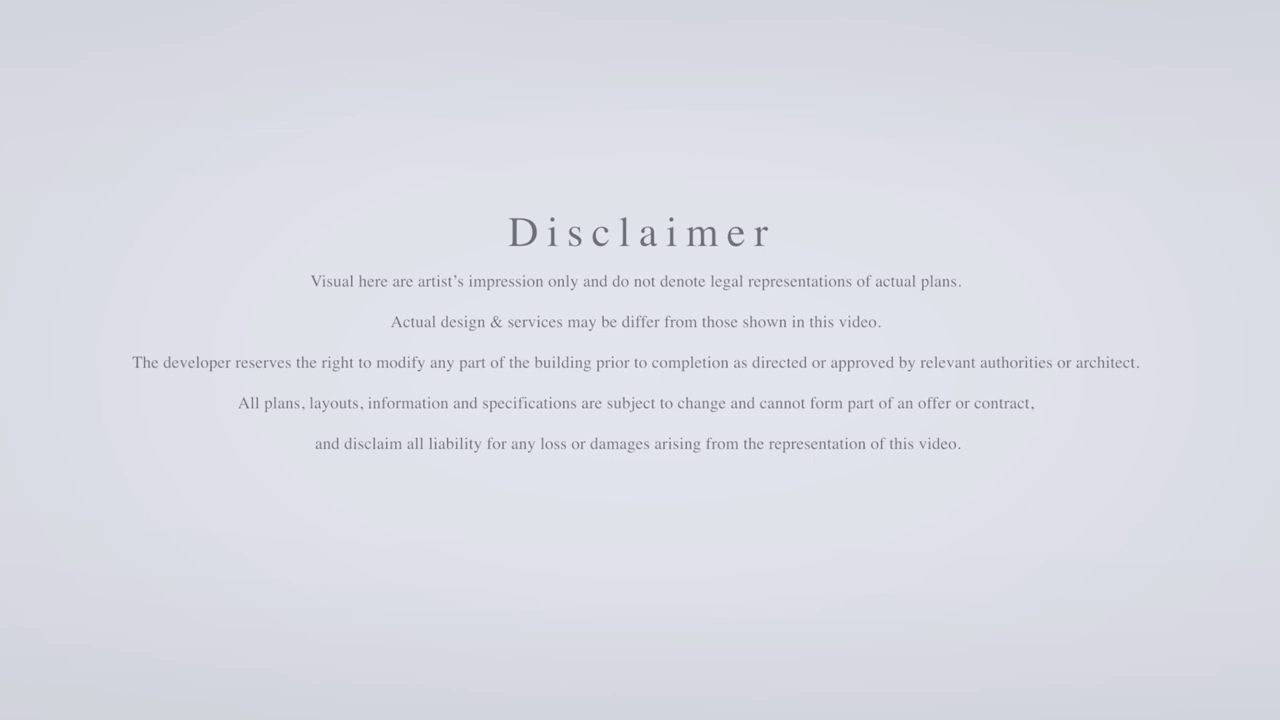 Disclaimer
Visual here are artist’s impression only and do not denote legal representations of actual plans.
Actual design & services may be differ from those shown in this video.
The developer reserves the right to modify any part of the building prior to completion as directed or approved by relevant authorities or architect.
All plans, layouts, information and specifications are subject to change and cannot form part of an offer or contract,
and disclaim all liability for any loss or damages arising from the representation of this video.